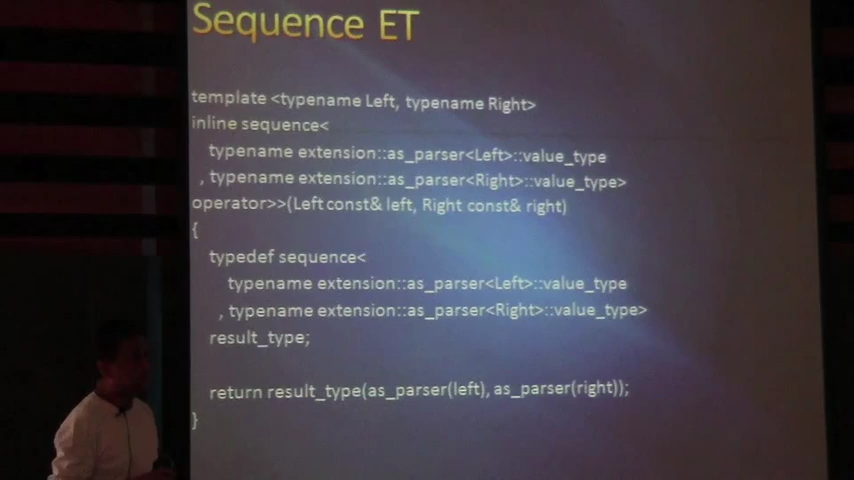 Sequence ET
template <typename Left, typename Right>
inline sequence<
typename extension::as_parser<Left>::value_type
, typename extension::as_parser<Right>::value_type>
operator>>(Left const& left, Right const& right)
{
typedef sequence<
typename extension::as_parser<Left>::value_type
, typename extension::as_parser<Right>::value_type>
result_type;
return result_type(as_parser(left), as_parser(right));
}